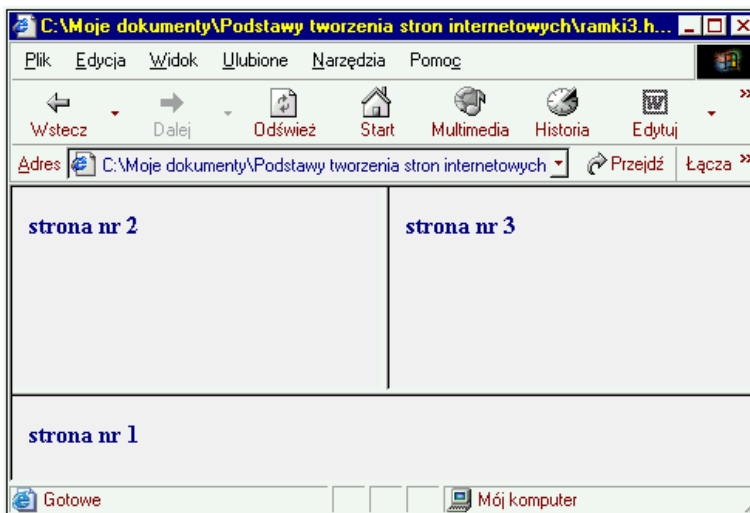 C:\Moje dokumenty\Podstawy tworzenia stron internetowych\ramki3.h...
Plik Edycja Widok Ulubione Narzędzia Pomoc
Wstecz Dalej Odśwież Start Multimedia Historia Edytuj »
Adres C:\Moje dokumenty\Podstawy tworzenia stron internetowych Przejdź Łącza »
strona nr 2 strona nr 3
strona nr 1
Gotowe Mój komputer